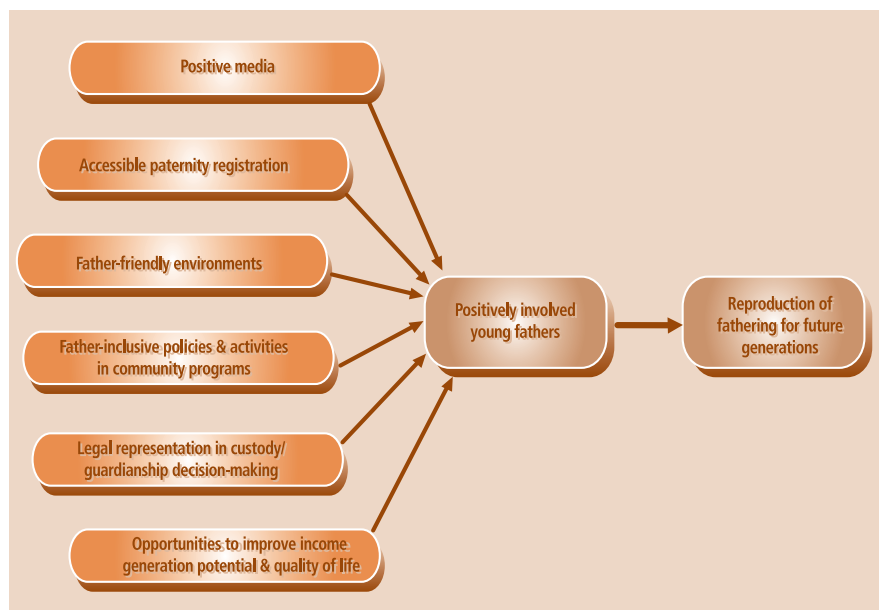 Positive media
Accessible paternity registration
Father-friendly environments
Father-inclusive policies & activities
in community programs
Legal representation in custody/
guardianship decision-making
Opportunities to improve income
generation potential & quality of life
Positively involved
young fathers
Reproduction of
fathering for future
generations